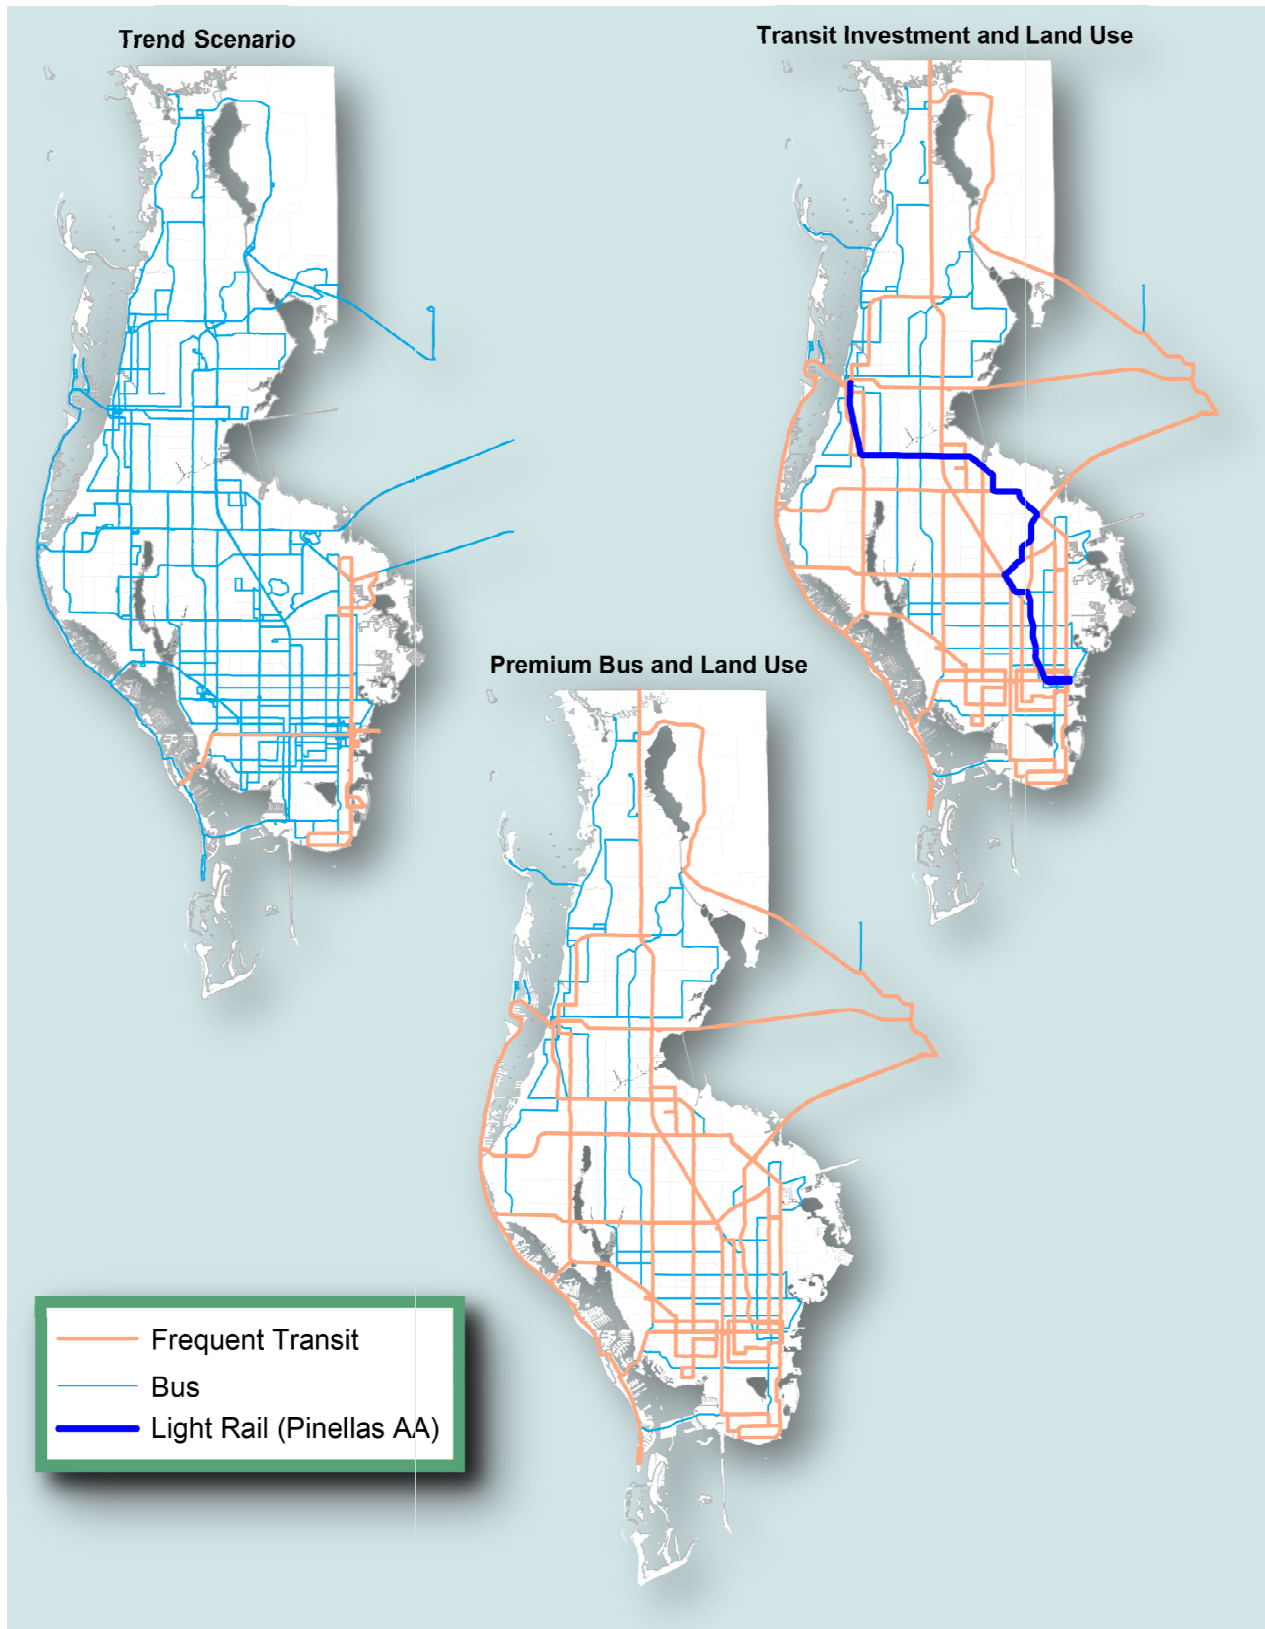 Trend Scenario
Transit Investment and Land Use
Premium Bus and Land Use
Frequent Transit
Bus
Light Rail (Pinellas AA)